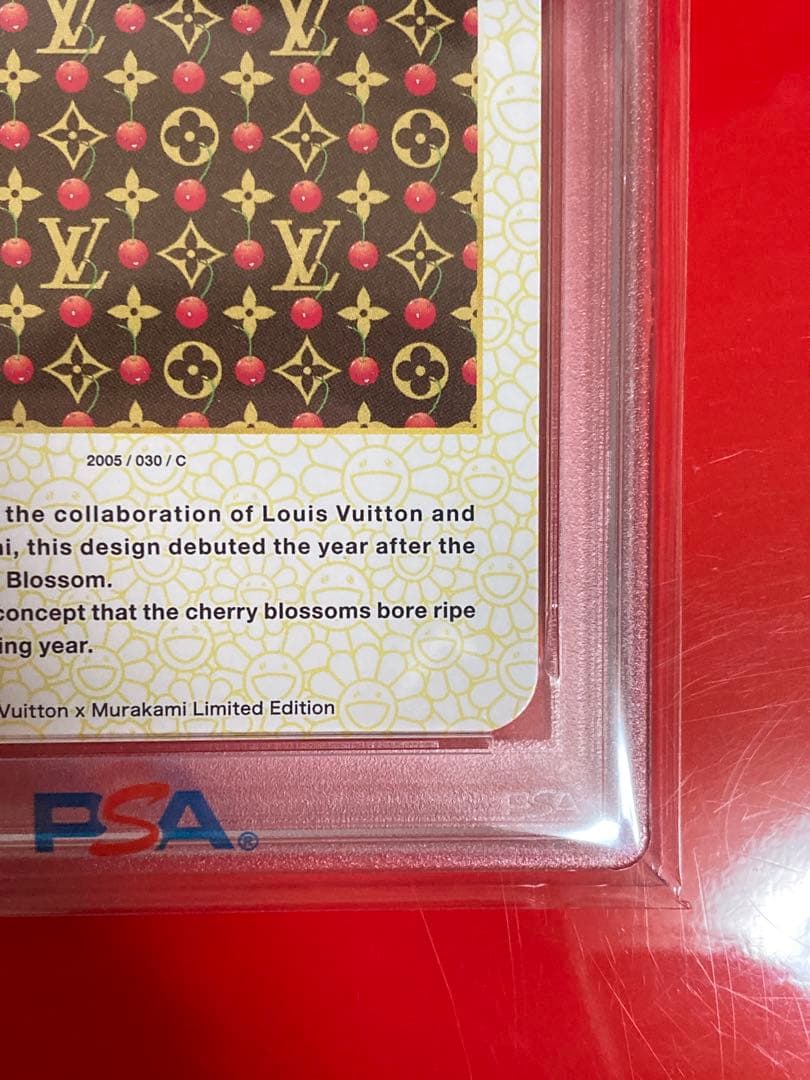 2005 / 030 / C
the collaboration of Louis Vuitton and
i, this design debuted the year after the
Blossom.
concept that the cherry blossoms bore ripe
ing year.
Vuitton x Murakami Limited Edition
PSA®
PSA